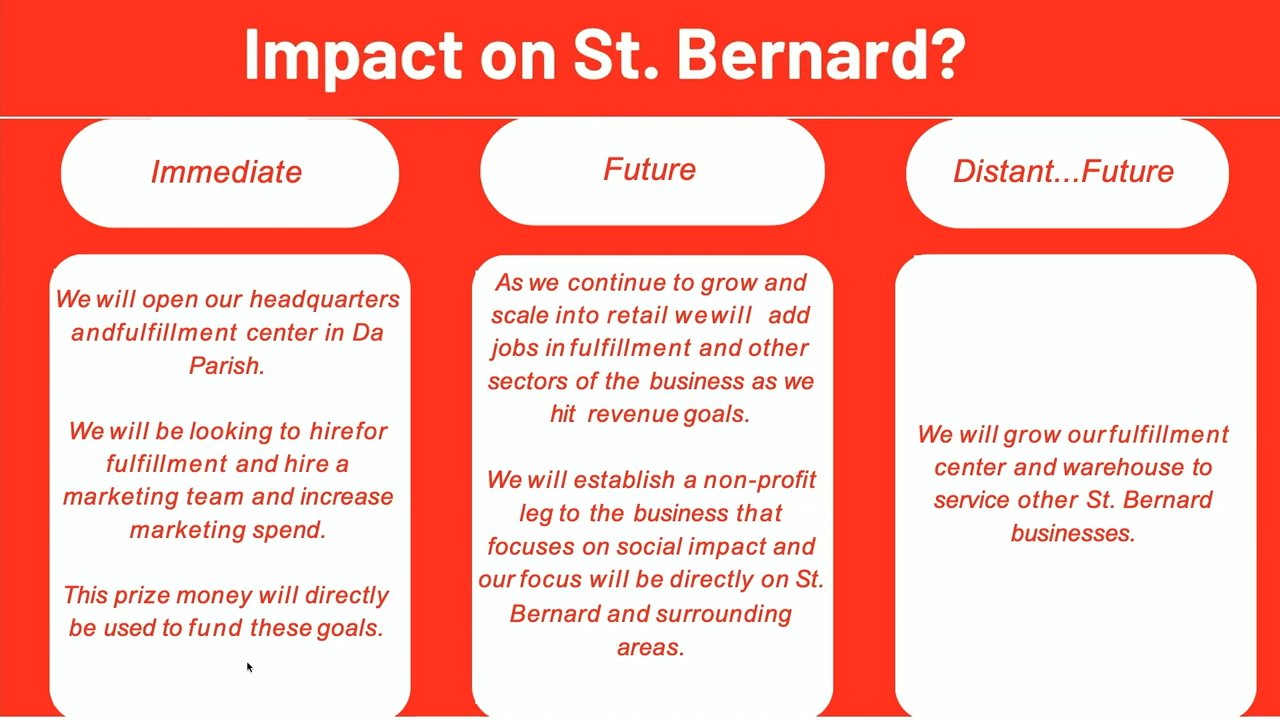 Impact on St. Bernard?
Immediate
We will open our headquarters
andfulfillment center in Da
Parish.
We will be looking to hirefor
fulfillment and hire a
marketing team and increase
marketing spend.
This prize money will directly
be used to fund these goals.
Future
As we continue to grow and
scale into retail we will add
jobs in fulfillment and other
sectors of the business as we
hit revenue goals.
We will establish a non-profit
leg to the business that
focuses on social impact and
our focus will be directly on St.
Bernard and surrounding
areas.
Distant...Future
We will grow our fulfillment
center and warehouse to
service other St. Bernard
businesses.